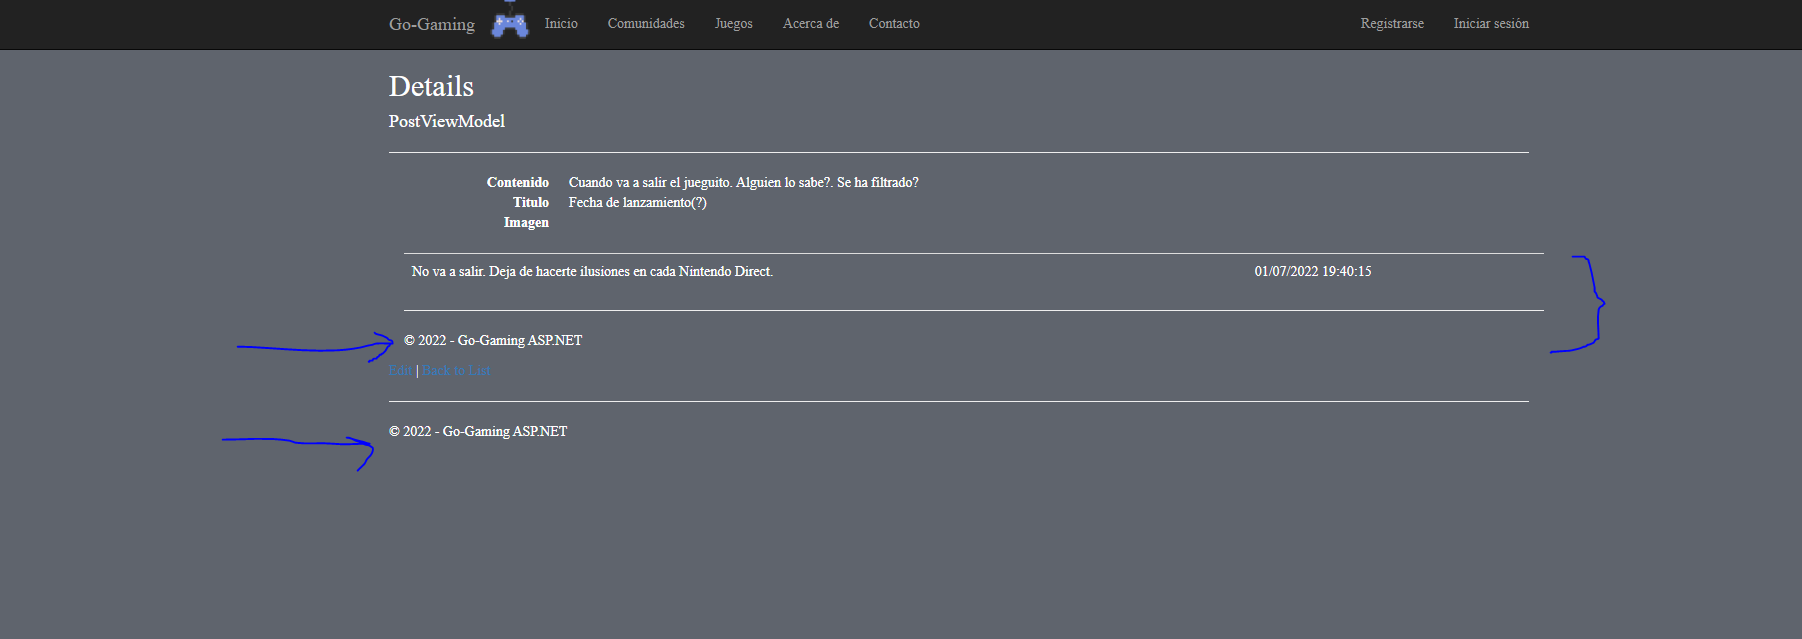 Go-Gaming Inicio Comunidades Juegos Acerca de Contacto Registrarse Iniciar sesión
Details
PostViewModel
Contenido Cuando va a salir el jueguito. Alguien lo sabe?. Se ha filtrado?
Titulo Fecha de lanzamiento(?)
Imagen
No va a salir. Deja de hacerte ilusiones en cada Nintendo Direct. 01/07/2022 19:40:15
© 2022 - Go-Gaming ASP.NET
Edit | Back to List
© 2022 - Go-Gaming ASP.NET